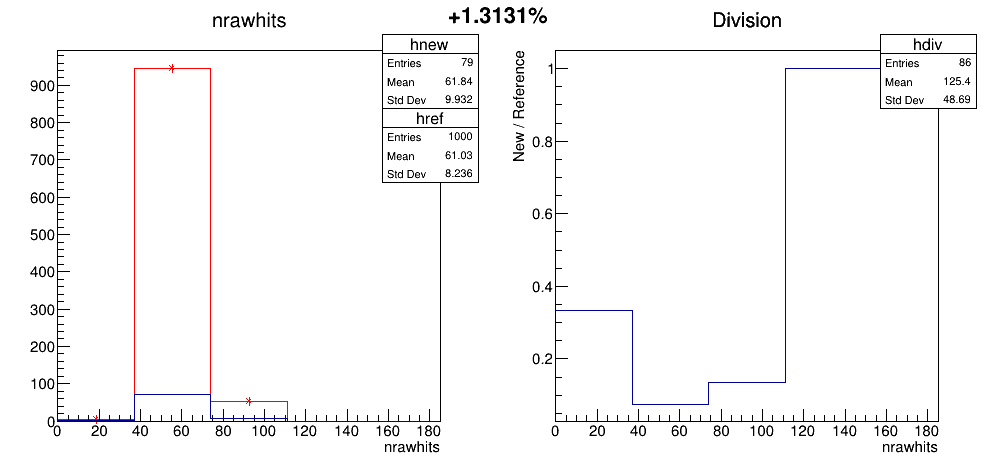 +1.3131%
nrawhits
hnew
Entries 79
Mean 61.84
Std Dev 9.932
href
Entries 1000
Mean 61.03
Std Dev 8.236
900
800
700
600
500
400
300
200
100
0
0 20 40 60 80 100 120 140 160 180
nrawhits
Division
hdiv
Entries 86
Mean 125.4
Std Dev 48.69
New / Reference
1
0.8
0.6
0.4
0.2
0 20 40 60 80 100 120 140 160 180
nrawhits